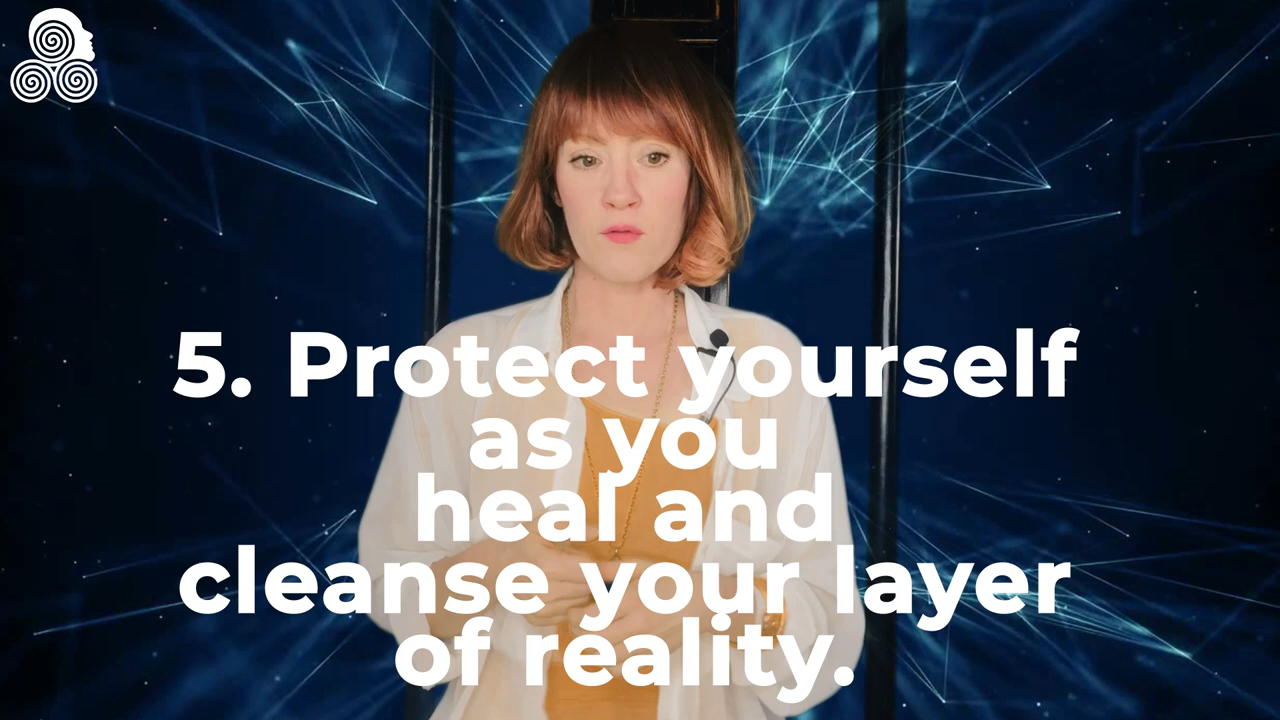 5. Protect yourself
as you
heal and
cleanse your layer
of reality.